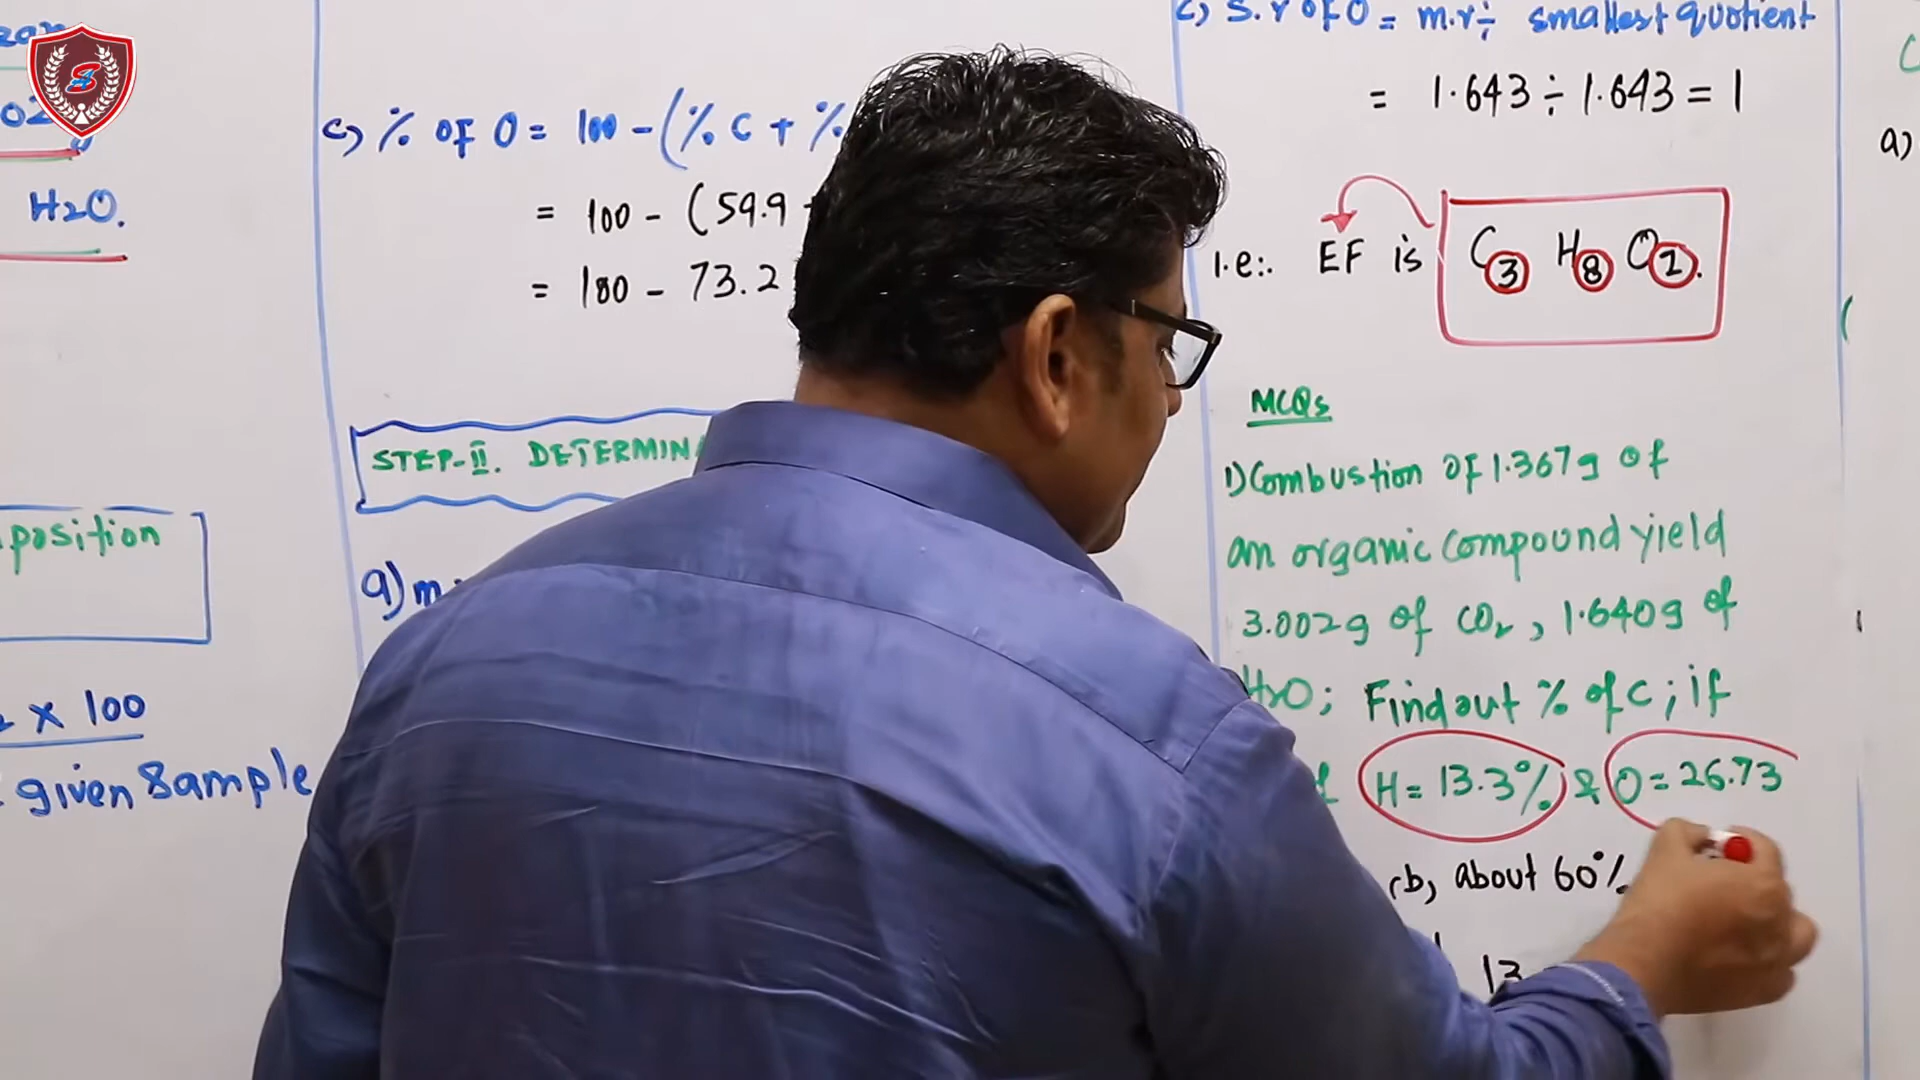 H2O.
position
x 100
given Sample
c) % of O = 100 - (% C + %
= 100 - (59.9
= 100 - 73.2
STEP-II. DETERMINA
a) m
c) S.r of O = m.r ÷ smallest quotient
= 1.643 ÷ 1.643 = 1
i.e:. EF is C3 H8 O1.
MCQs
1) Combustion of 1.367g of
an organic compound yield
3.002g of CO2, 1.640g of
H2O; Find out % of C; if
H = 13.3% & O = 26.73
(b) about 60%
13
a)